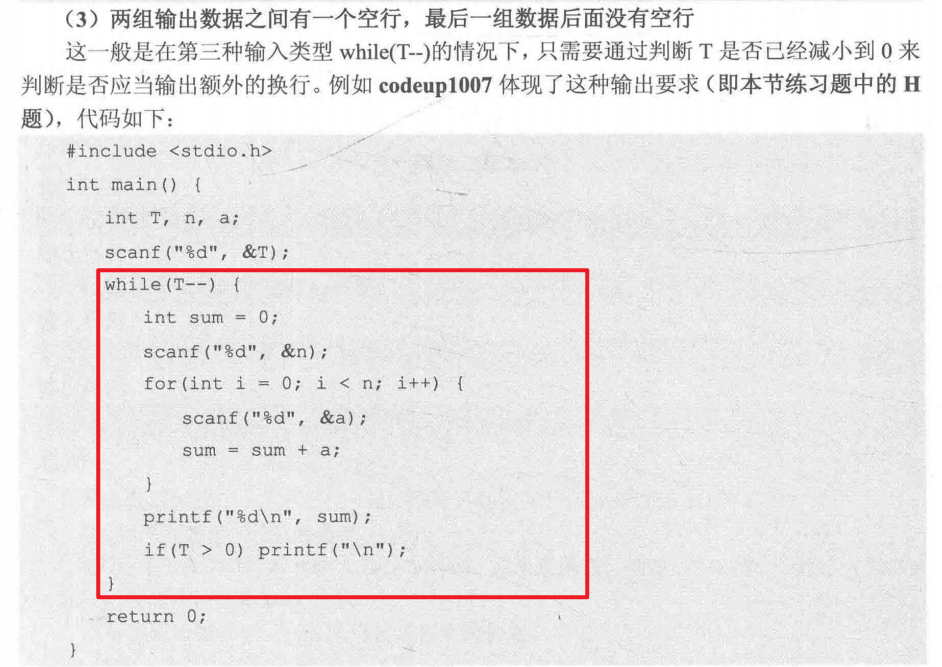 （3）两组输出数据之间有一个空行，最后一组数据后面没有空行
这一般是在第三种输入类型 while(T--)的情况下，只需要通过判断 T 是否已经减小到 0 来
判断是否应当输出额外的换行。例如 codeup1007 体现了这种输出要求（即本节练习题中的 H
题），代码如下：
#include <stdio.h>
int main() {
int T, n, a;
scanf("%d", &T);
while(T--) {
int sum = 0;
scanf("%d", &n);
for(int i = 0; i < n; i++) {
scanf("%d", &a);
sum = sum + a;
}
printf("%d\n", sum);
if(T > 0) printf("\n");
}
return 0;
}